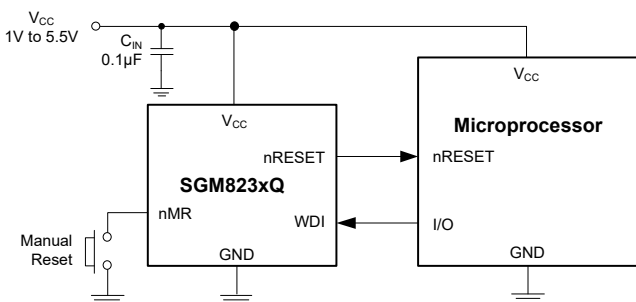 VCC
1V to 5.5V
CIN
0.1µF
VCC
nRESET
SGM823xQ
nMR
WDI
GND
Manual
Reset
VCC
Microprocessor
nRESET
I/O
GND